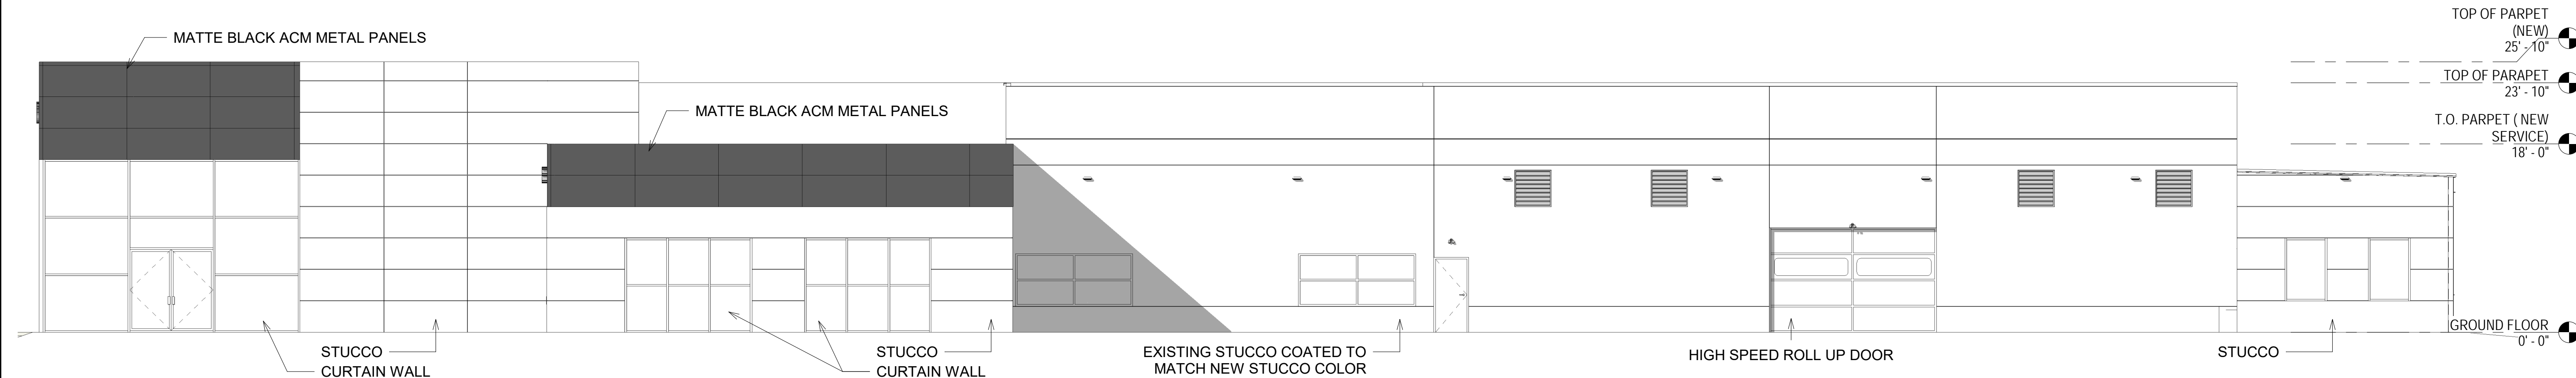 MATTE BLACK ACM METAL PANELS
MATTE BLACK ACM METAL PANELS
TOP OF PARPET
(NEW)
25' - 10"
TOP OF PARAPET
23' - 10"
T.O. PARPET ( NEW
SERVICE)
18' - 0"
GROUND FLOOR
0' - 0"
STUCCO
CURTAIN WALL
STUCCO
CURTAIN WALL
EXISTING STUCCO COATED TO
MATCH NEW STUCCO COLOR
HIGH SPEED ROLL UP DOOR
STUCCO